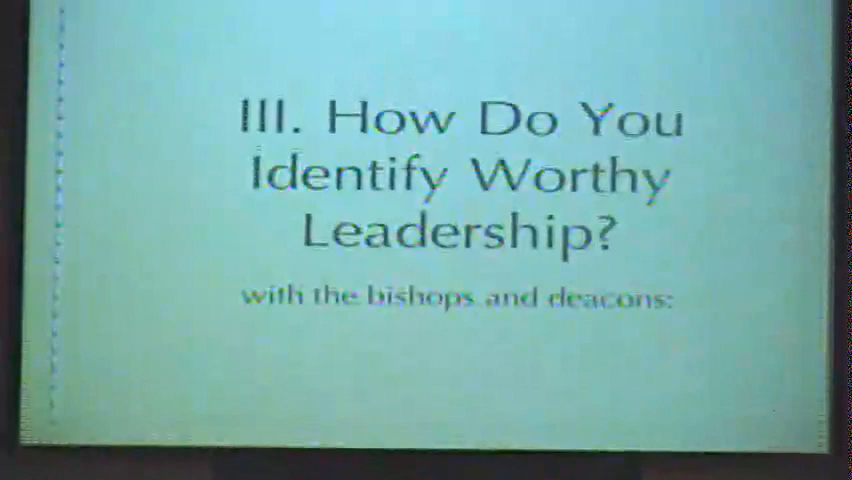 III. How Do You
Identify Worthy
Leadership?
with the bishops and deacons: